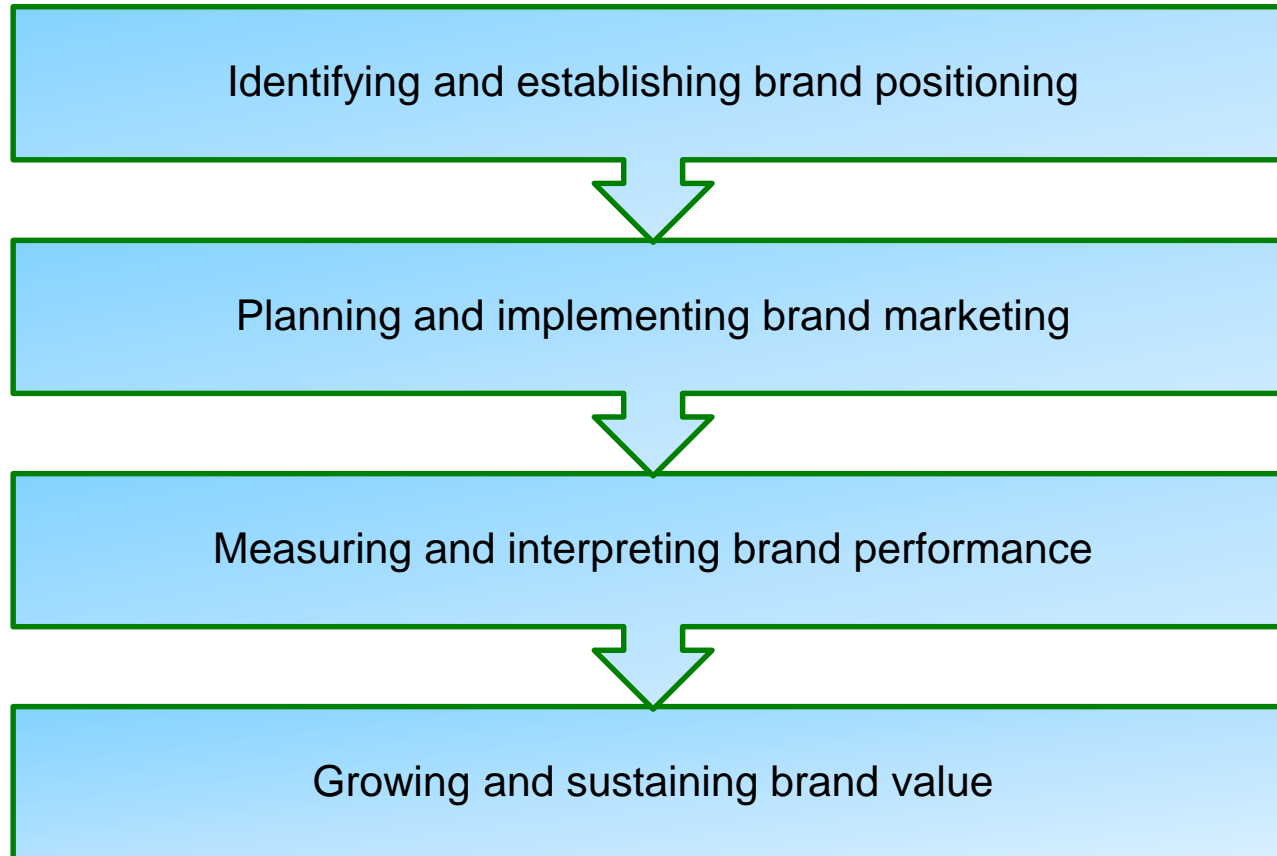 Identifying and establishing brand positioning
Planning and implementing brand marketing
Measuring and interpreting brand performance
Growing and sustaining brand value